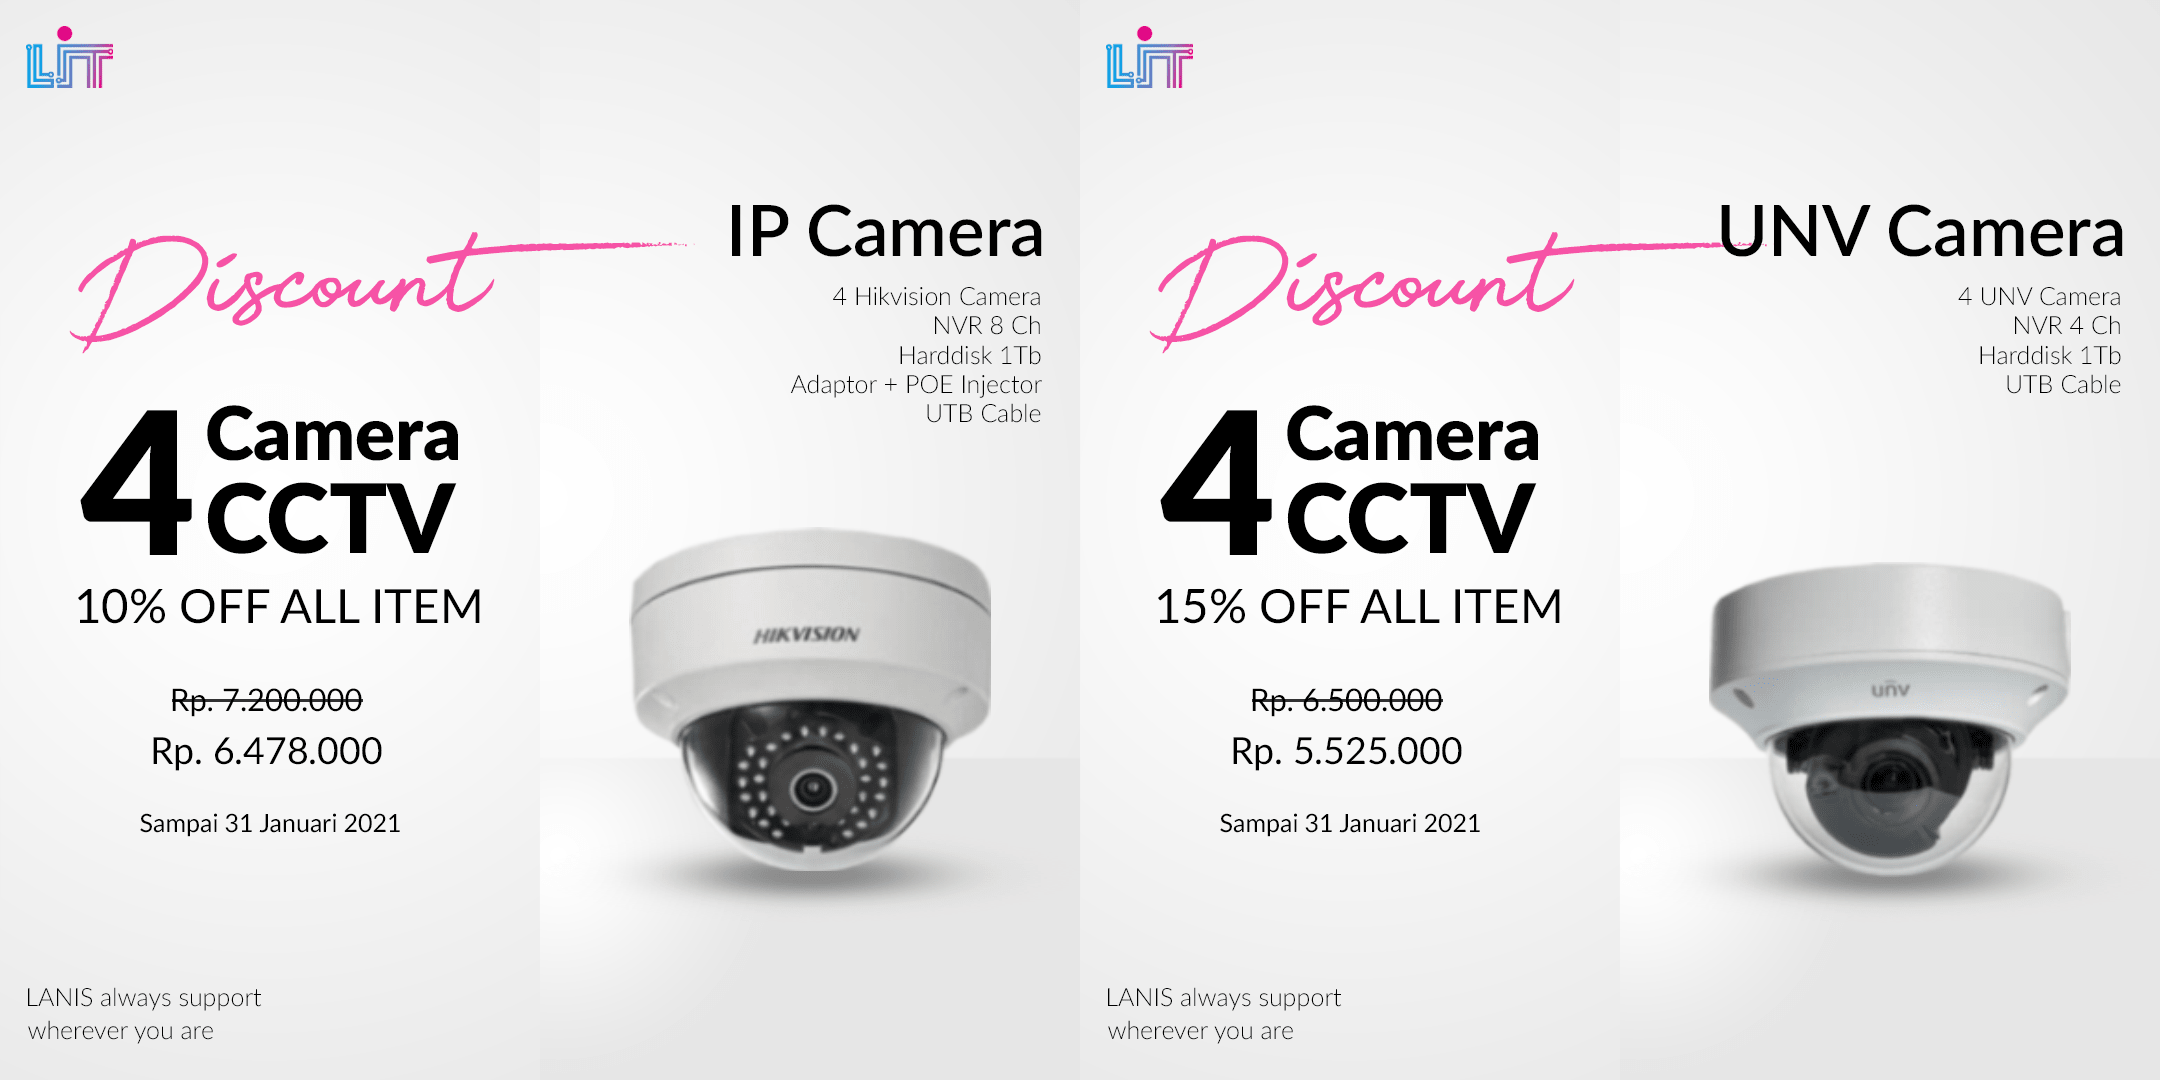 LiT
Discount
4 Camera
CCTV
10% OFF ALL ITEM
Rp. 7.200.000
Rp. 6.478.000
Sampai 31 Januari 2021
LANIS always support
wherever you are
IP Camera
4 Hikvision Camera
NVR 8 Ch
Harddisk 1Tb
Adaptor + POE Injector
UTB Cable
HIKVISION
LiT
Discount
4 Camera
CCTV
15% OFF ALL ITEM
Rp. 6.500.000
Rp. 5.525.000
Sampai 31 Januari 2021
LANIS always support
wherever you are
UNV Camera
4 UNV Camera
NVR 4 Ch
Harddisk 1Tb
UTB Cable
unv